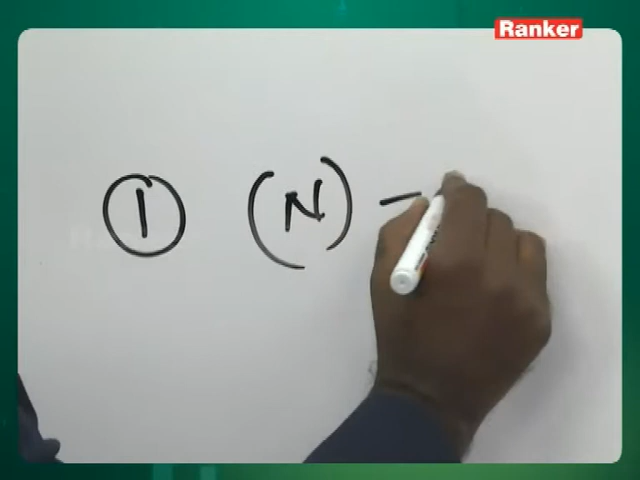 Ranker
① (N) -